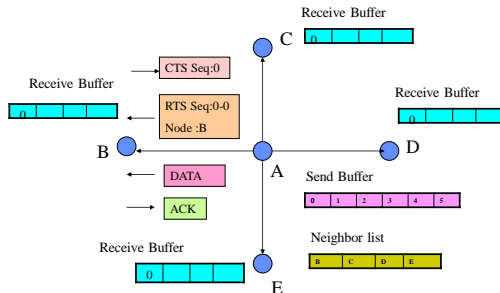 C
Receive Buffer
0
CTS Seq:0
Receive Buffer
0
RTS Seq:0-0
Node :B
Receive Buffer
0
B
D
A
DATA
Send Buffer
0 1 2 3 4 5
ACK
Receive Buffer
0
Neighbor list
B C D E
E